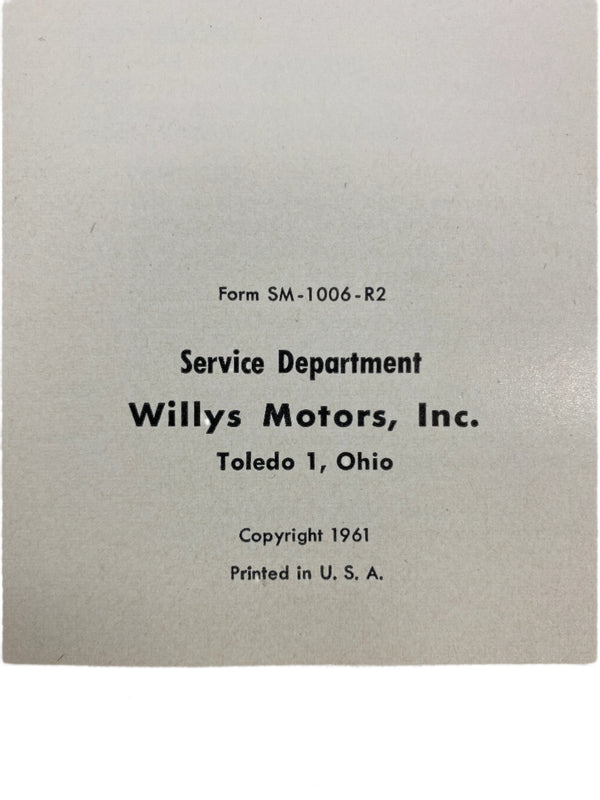 Form SM-1006-R2
Service Department
Willys Motors, Inc.
Toledo 1, Ohio
Copyright 1961
Printed in U. S. A.